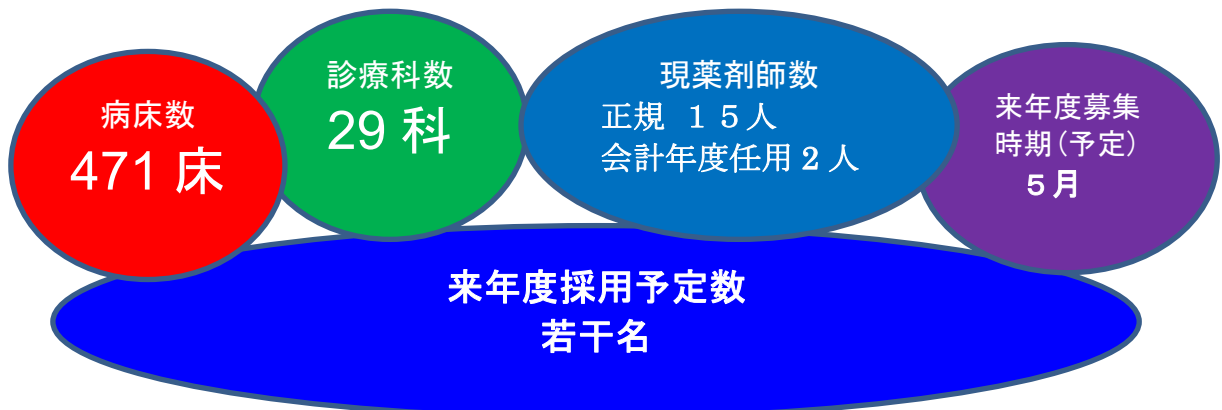 病床数
471 床
診療科数
29 科
現薬剤師数
正規 １５人
会計年度任用 2 人
来年度募集
時期(予定)
５月
来年度採用予定数
若干名